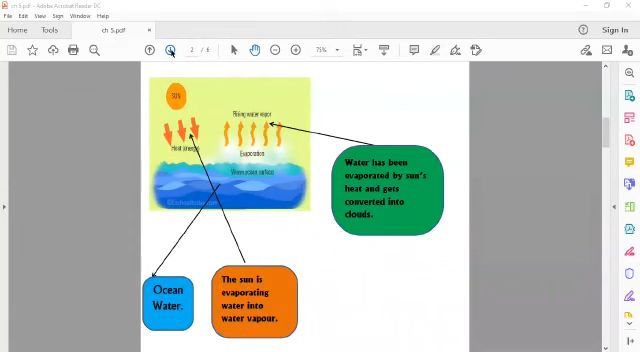 ch 5.pdf - Adobe Acrobat Reader DC
File Edit View Sign Window Help
Home Tools ch 5.pdf × Sign In
2 / 6 75%
SUN
Rising water vapor
Heat (energy)
Evaporation
Warm ocean surface
Water has been
evaporated by sun's
heat and gets
converted into
clouds.
Ocean
Water.
The sun is
evaporating
water into
water vapour.